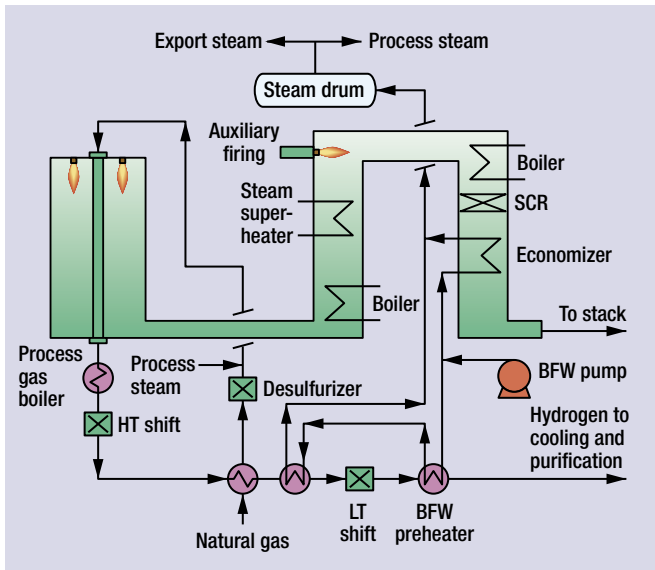 Export steam
Process steam
Steam drum
Auxiliary
firing
Boiler
SCR
Steam
super-
heater
Economizer
Boiler
To stack
Process
gas
boiler
Process
steam
Desulfurizer
BFW pump
HT shift
Hydrogen to
cooling and
purification
LT
shift
BFW
preheater
Natural gas